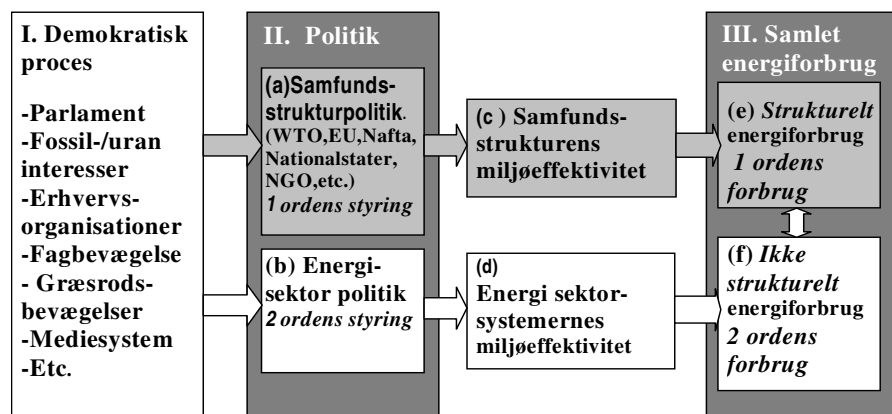 I. Demokratisk
proces
-Parlament
-Fossil-/uran
interesser
-Erhvervs-
organisationer
-Fagbevægelse
- Græsrods-
bevægelser
-Mediesystem
-Etc.
II. Politik
(a)Samfunds-
strukturpolitik.
(WTO,EU,Nafta,
Nationalstater,
NGO,etc.)
1 ordens styring
(b) Energi-
sektor politik
2 ordens styring
(c ) Samfunds-
strukturens
miljøeffektivitet
(d)
Energi sektor-
systemernes
miljøeffektivitet
III. Samlet
energiforbrug
(e) Strukturelt
energiforbrug
1 ordens
forbrug
(f) Ikke
strukturelt
energiforbrug
2 ordens
forbrug